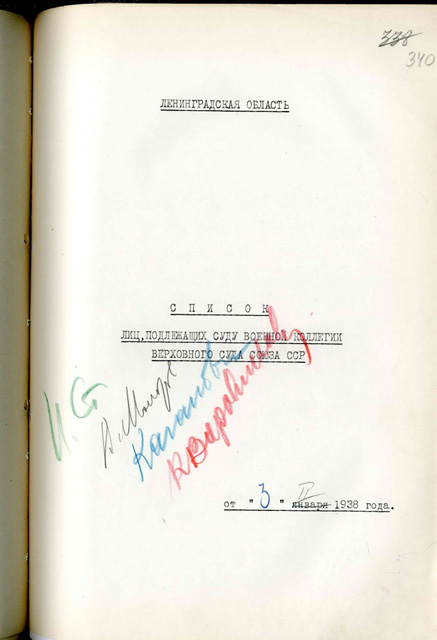 338
340
ЛЕНИНГРАДСКАЯ ОБЛАСТЬ
С П И С О К
ЛИЦ, ПОДЛЕЖАЩИХ СУДУ ВОЕННОЙ КОЛЛЕГИИ
ВЕРХОВНОГО СУДА СОЮЗА ССР
И. Ст
В. Молотов
Каганович
К Ворошилов
II
от "3" января 1938 года.